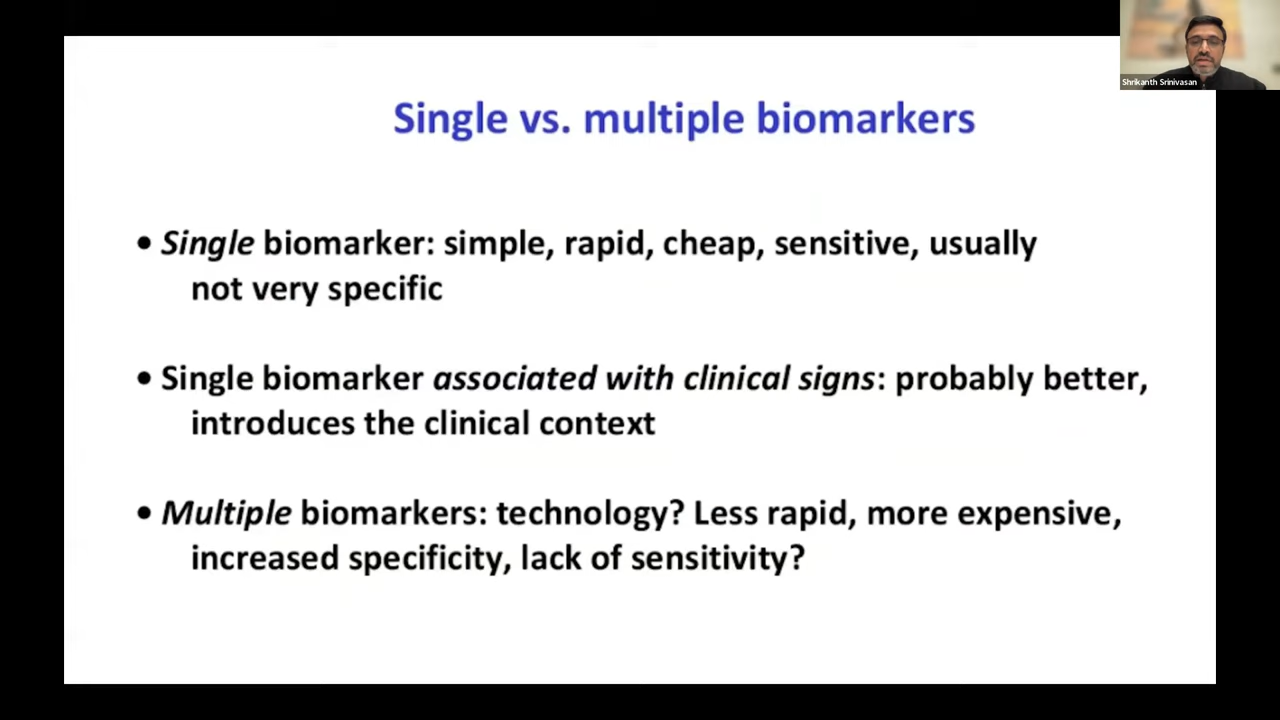 Shrikanth Srinivasan
Single vs. multiple biomarkers
• Single biomarker: simple, rapid, cheap, sensitive, usually
not very specific
• Single biomarker associated with clinical signs: probably better,
introduces the clinical context
• Multiple biomarkers: technology? Less rapid, more expensive,
increased specificity, lack of sensitivity?